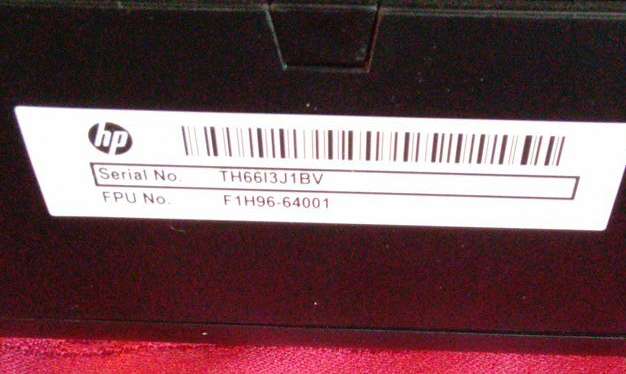 hp
Serial No. TH66I3J1BV
FPU No. F1H96-64001